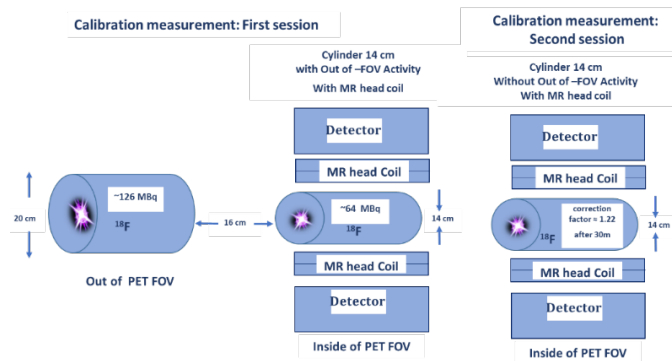 Calibration measurement: First session
Calibration measurement:
Second session
Cylinder 14 cm
with Out of –FOV Activity
With MR head coil
Cylinder 14 cm
Without Out of –FOV Activity
With MR head coil
Detector
Detector
MR head Coil
MR head Coil
20 cm
~126 MBq
¹⁸F
16 cm
~64 MBq
¹⁸F
14 cm
correction
factor = 1.22
after 30m
¹⁸F
14 cm
Out of PET FOV
MR head Coil
MR head Coil
Detector
Detector
Inside of PET FOV
Inside of PET FOV